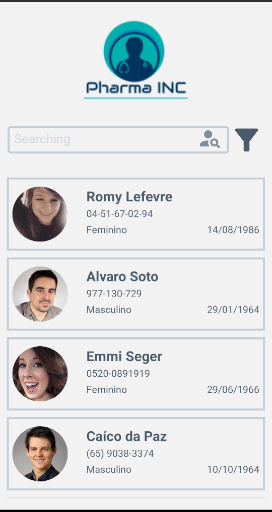 Pharma INC
Searching
Romy Lefevre
04-51-67-02-94
Feminino 14/08/1986
Alvaro Soto
977-130-729
Masculino 29/01/1964
Emmi Seger
0520-0891919
Feminino 29/06/1966
Caíco da Paz
(65) 9038-3374
Masculino 10/10/1964